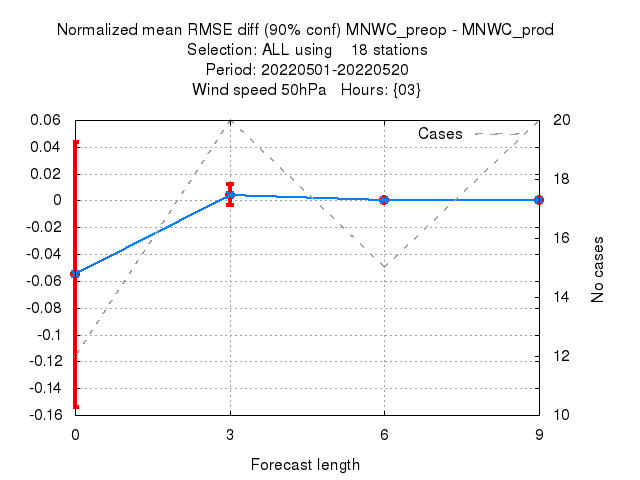 Normalized mean RMSE diff (90% conf) MNWC_preop - MNWC_prod
Selection: ALL using 18 stations
Period: 20220501-20220520
Wind speed 50hPa Hours: {03}
Cases
0.06
0.04
0.02
0
-0.02
-0.04
-0.06
-0.08
-0.1
-0.12
-0.14
-0.16
20
18
16
14
12
10
No cases
0 3 6 9
Forecast length